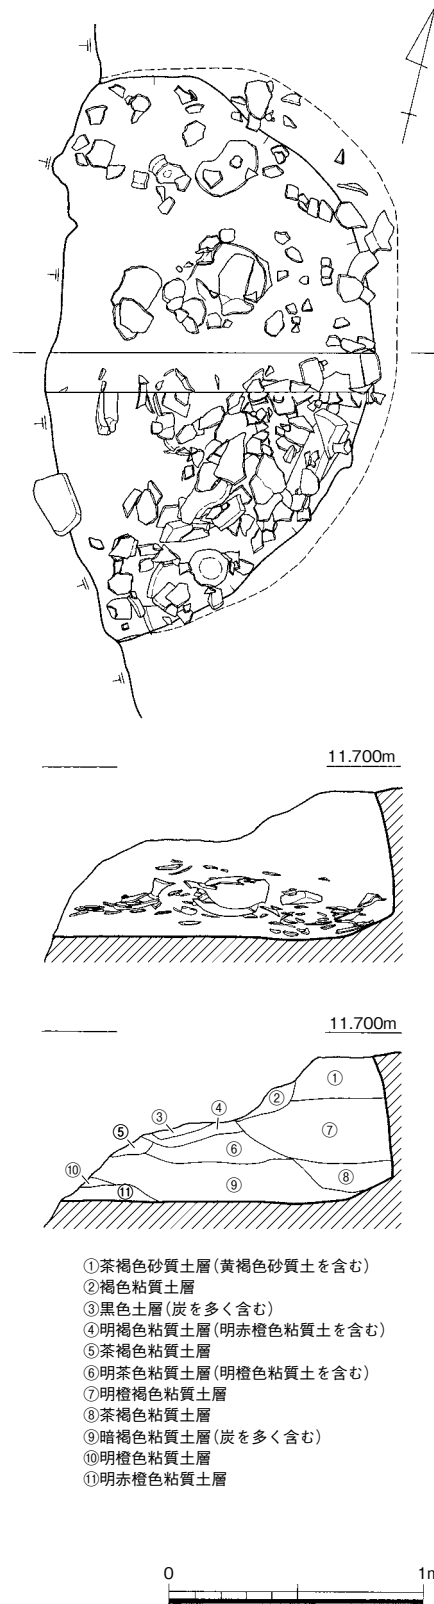 11.700m
11.700m
①
②
③
④
⑤
⑥
⑦
⑧
⑨
⑩
⑪
①茶褐色砂質土層(黄褐色砂質土を含む)
②褐色粘質土層
③黒色土層(炭を多く含む)
④明褐色粘質土層(明赤橙色粘質土を含む)
⑤茶褐色粘質土層
⑥明茶色粘質土層(明橙色粘質土を含む)
⑦明橙褐色粘質土層
⑧茶褐色粘質土層
⑨暗褐色粘質土層(炭を多く含む)
⑩明橙色粘質土層
⑪明赤橙色粘質土層
0 1m